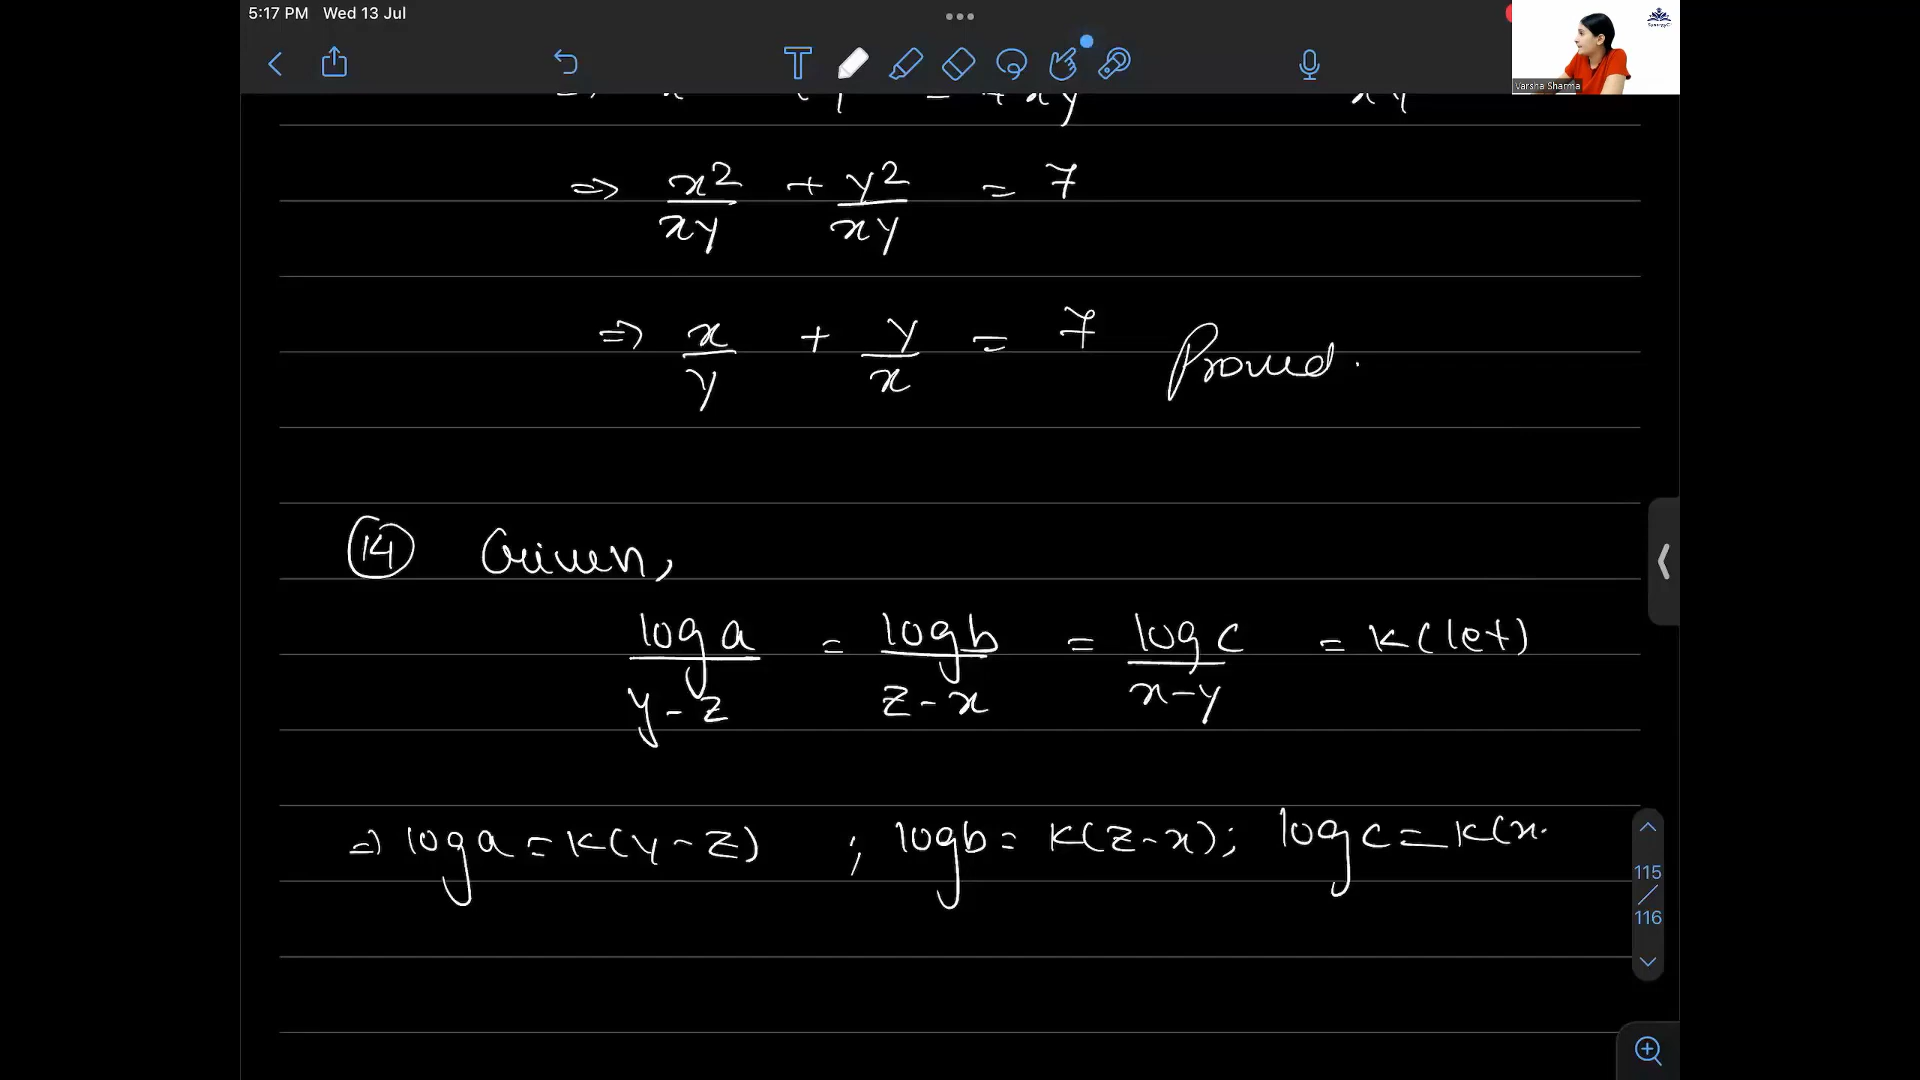 5:17 PM Wed 13 Jul
Varsha Sharma
⇒ x²/xy + y²/xy = 7
⇒ x/y + y/x = 7 Proved.
(14) Given,
log a/y-z = log b/z-x = log c/x-y = k (let)
⇒ log a = k(y-z) ; log b = k(z-x); log c = k(x-
115
/
116